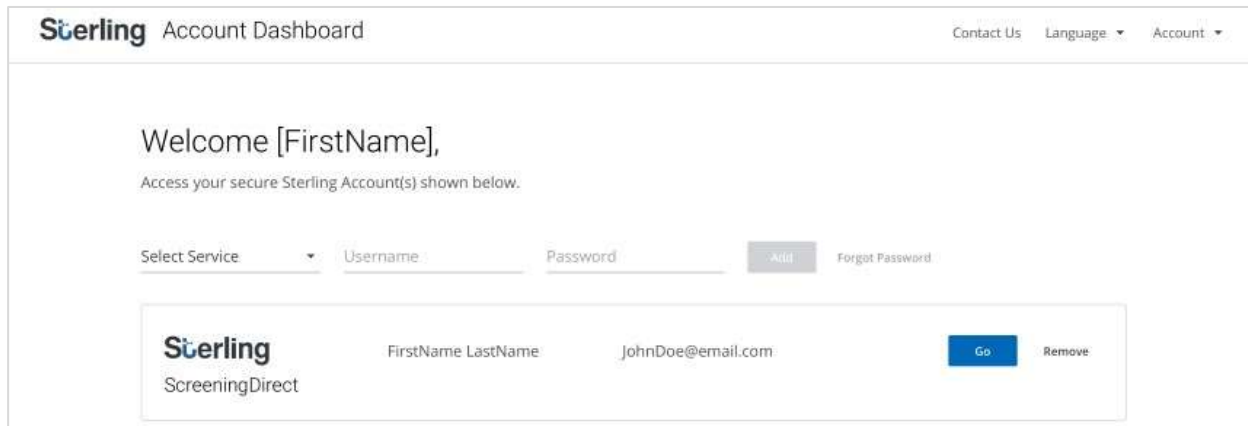 Sterling Account Dashboard Contact Us Language Account
Welcome [FirstName],
Access your secure Sterling Account(s) shown below.
Select Service Username Password Add Forgot Password
Sterling FirstName LastName JohnDoe@email.com Go Remove
ScreeningDirect